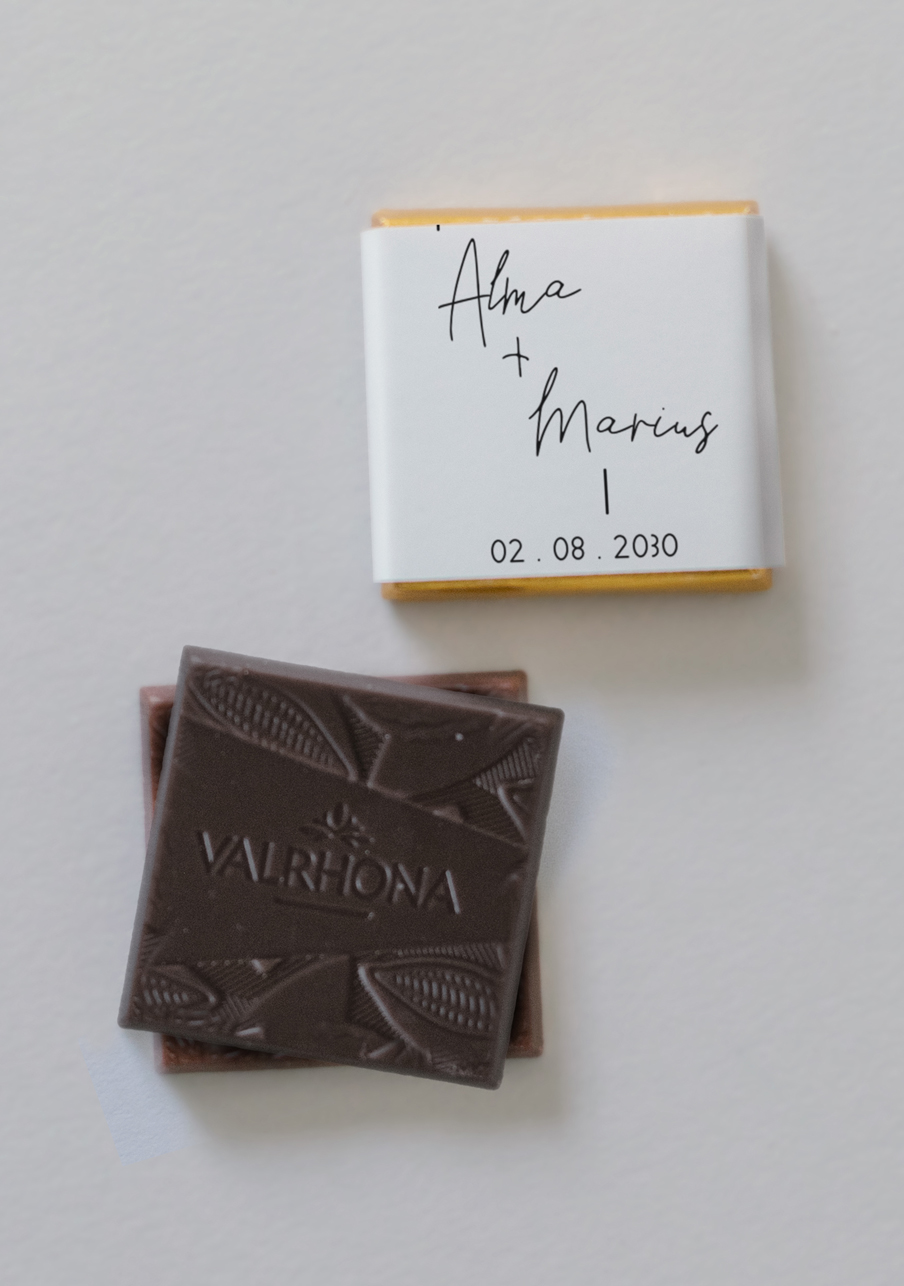 Alma
+
Marius
|
02 . 08 . 2030
VALRHONA